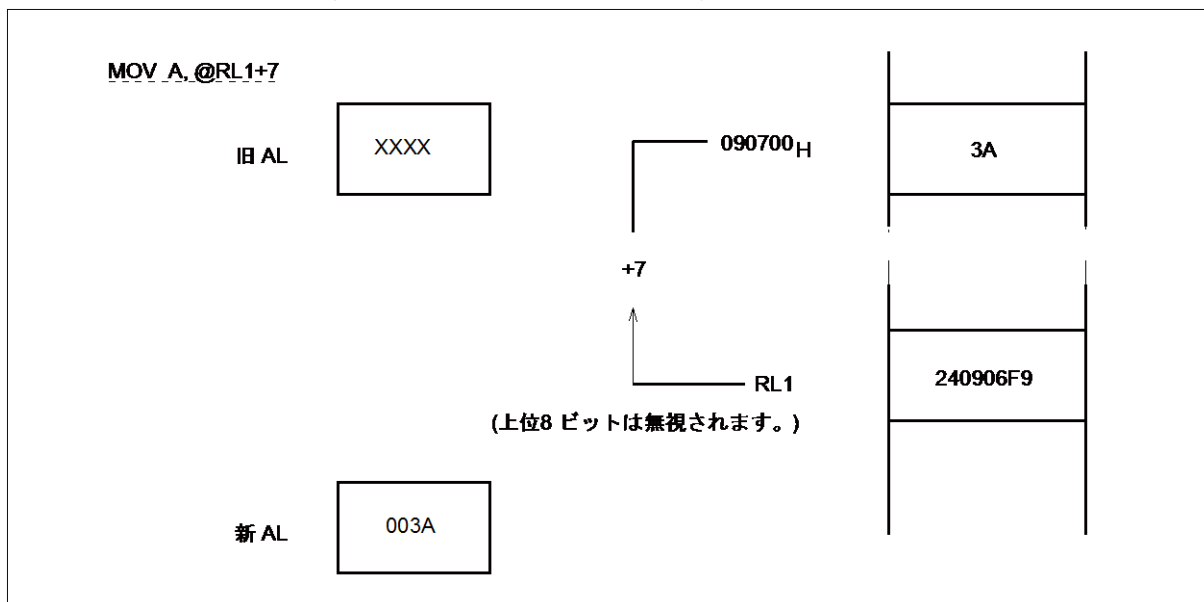 MOV A, @RL1+7
旧 AL
XXXX
090700H
3A
+7
RL1
240906F9
(上位8 ビットは無視されます。)
新 AL
003A